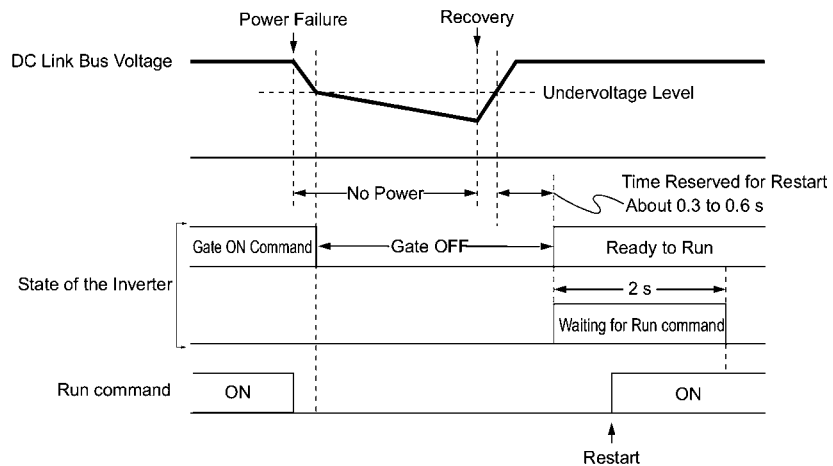 Power Failure
Recovery
DC Link Bus Voltage
Undervoltage Level
No Power
Time Reserved for Restart
About 0.3 to 0.6 s
Gate ON Command
Gate OFF
Ready to Run
State of the Inverter
2 s
Waiting for Run command
Run command
ON
ON
Restart